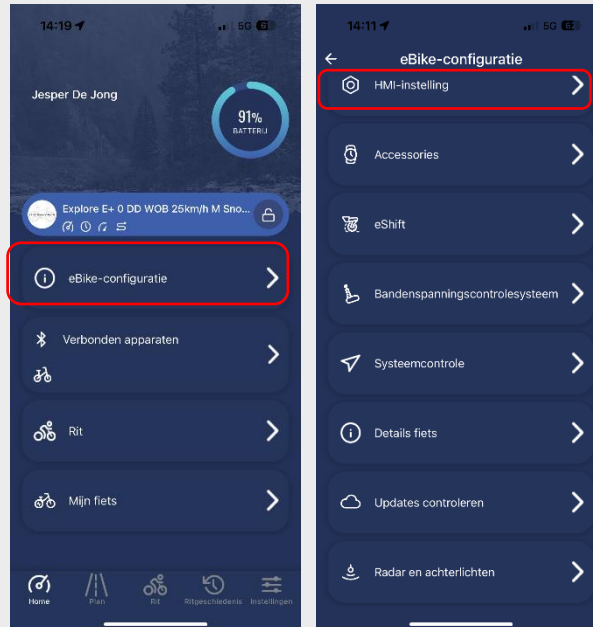 14:19
5G 65
Jesper De Jong
91%
BATTERIJ
Explore E+ 0 DD WOB 25km/h M Sno...
eBike-configuratie
Verbonden apparaten
Rit
Mijn fiets
Home
Plan
Rit
Ritgeschiedenis
Instellingen
14:11
5G
eBike-configuratie
HMI-instelling
Accessories
eShift
Bandenspanningscontrolesysteem
Systeemcontrole
Details fiets
Updates controleren
Radar en achterlichten